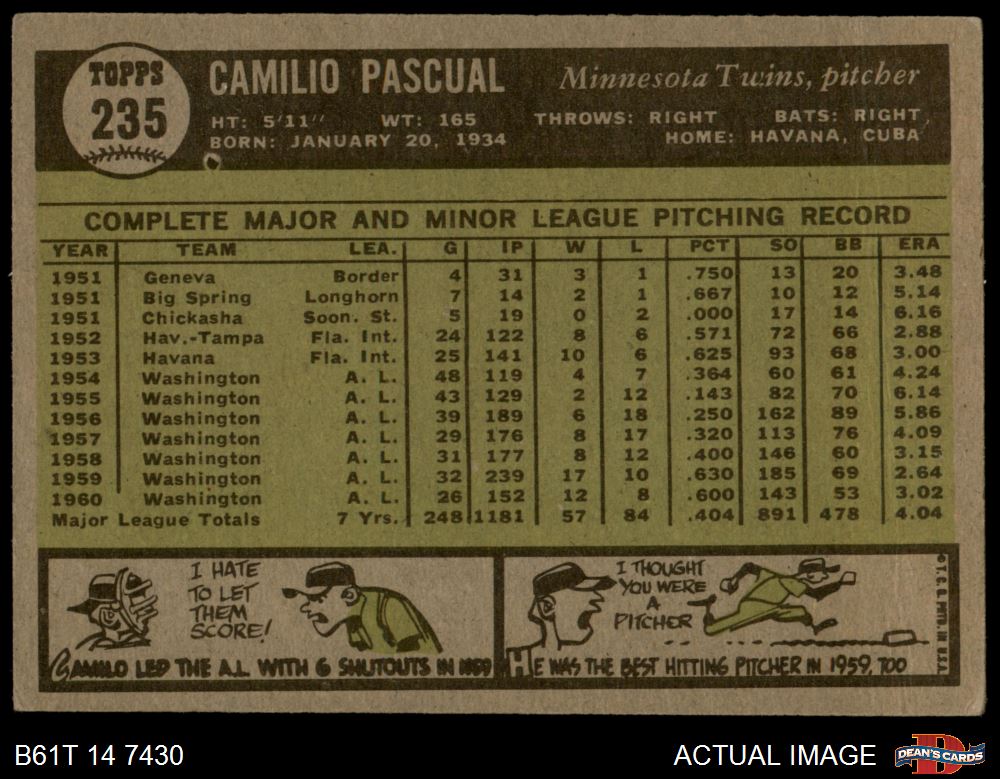 TOPPS
235
CAMILIO PASCUAL Minnesota Twins, pitcher
HT: 5'11" WT: 165 THROWS: RIGHT BATS: RIGHT
BORN: JANUARY 20, 1934 HOME: HAVANA, CUBA
COMPLETE MAJOR AND MINOR LEAGUE PITCHING RECORD
YEAR TEAM LEA. G IP W L PCT SO BB ERA
1951 Geneva Border 4 31 3 1 .750 13 20 3.48
1951 Big Spring Longhorn 7 14 2 1 .667 10 12 5.14
1951 Chickasha Soon. St. 5 19 0 2 .000 17 14 6.16
1952 Hav.-Tampa Fla. Int. 24 122 8 6 .571 72 66 2.88
1953 Havana Fla. Int. 25 141 10 6 .625 93 68 3.00
1954 Washington A. L. 48 119 4 7 .364 60 61 4.24
1955 Washington A. L. 43 129 2 12 .143 82 70 6.14
1956 Washington A. L. 39 189 6 18 .250 162 89 5.86
1957 Washington A. L. 29 176 8 17 .320 113 76 4.09
1958 Washington A. L. 31 177 8 12 .400 146 60 3.15
1959 Washington A. L. 32 239 17 10 .630 185 69 2.64
1960 Washington A. L. 26 152 12 8 .600 143 53 3.02
Major League Totals 7 Yrs. 248 1181 57 84 .404 891 478 4.04
I HATE
TO LET
THEM
SCORE!
CAMILO LED THE A.L. WITH 6 SHUTOUTS IN 1959
I THOUGHT
YOU WERE
A
PITCHER
HE WAS THE BEST HITTING PITCHER IN 1959, TOO
©T.C.G. PRTD. IN U.S.A.
B61T 14 7430 ACTUAL IMAGE
DEAN'S CARDS